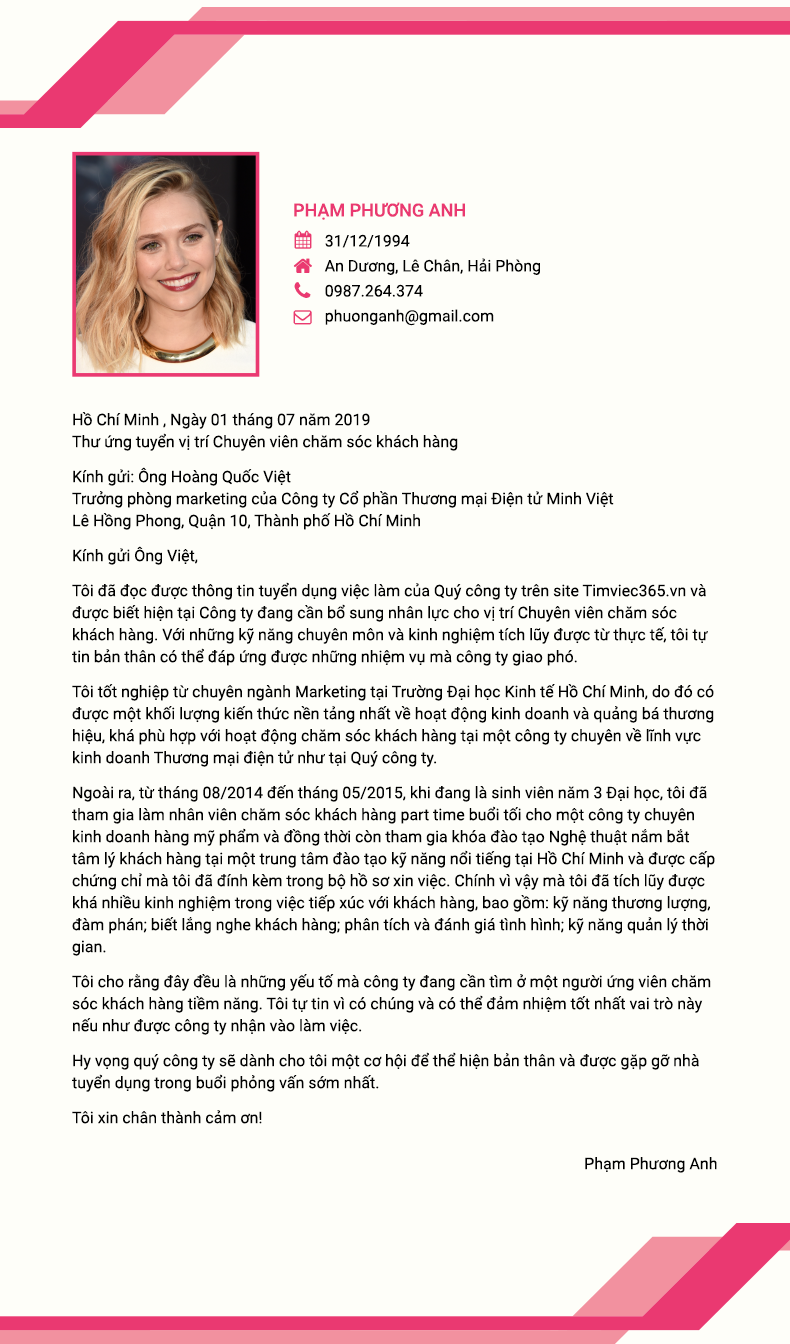 PHẠM PHƯƠNG ANH
31/12/1994
An Dương, Lê Chân, Hải Phòng
0987.264.374
phuonganh@gmail.com
Hồ Chí Minh , Ngày 01 tháng 07 năm 2019
Thư ứng tuyển vị trí Chuyên viên chăm sóc khách hàng
Kính gửi: Ông Hoàng Quốc Việt
Trưởng phòng marketing của Công ty Cổ phần Thương mại Điện tử Minh Việt
Lê Hồng Phong, Quận 10, Thành phố Hồ Chí Minh
Kính gửi Ông Việt,
Tôi đã đọc được thông tin tuyển dụng việc làm của Quý công ty trên site Timviec365.vn và
được biết hiện tại Công ty đang cần bổ sung nhân lực cho vị trí Chuyên viên chăm sóc
khách hàng. Với những kỹ năng chuyên môn và kinh nghiệm tích lũy được từ thực tế, tôi tự
tin bản thân có thể đáp ứng được những nhiệm vụ mà công ty giao phó.
Tôi tốt nghiệp từ chuyên ngành Marketing tại Trường Đại học Kinh tế Hồ Chí Minh, do đó có
được một khối lượng kiến thức nền tảng nhất về hoạt động kinh doanh và quảng bá thương
hiệu, khá phù hợp với hoạt động chăm sóc khách hàng tại một công ty chuyên về lĩnh vực
kinh doanh Thương mại điện tử như tại Quý công ty.
Ngoài ra, từ tháng 08/2014 đến tháng 05/2015, khi đang là sinh viên năm 3 Đại học, tôi đã
tham gia làm nhân viên chăm sóc khách hàng part time buổi tối cho một công ty chuyên
kinh doanh hàng mỹ phẩm và đồng thời còn tham gia khóa đào tạo Nghệ thuật nắm bắt
tâm lý khách hàng tại một trung tâm đào tạo kỹ năng nổi tiếng tại Hồ Chí Minh và được cấp
chứng chỉ mà tôi đã đính kèm trong bộ hồ sơ xin việc. Chính vì vậy mà tôi đã tích lũy được
khá nhiều kinh nghiệm trong việc tiếp xúc với khách hàng, bao gồm: kỹ năng thương lượng,
đàm phán; biết lắng nghe khách hàng; phân tích và đánh giá tình hình; kỹ năng quản lý thời
gian.
Tôi cho rằng đây đều là những yếu tố mà công ty đang cần tìm ở một người ứng viên chăm
sóc khách hàng tiềm năng. Tôi tự tin vì có chúng và có thể đảm nhiệm tốt nhất vai trò này
nếu như được công ty nhận vào làm việc.
Hy vọng quý công ty sẽ dành cho tôi một cơ hội để thể hiện bản thân và được gặp gỡ nhà
tuyển dụng trong buổi phỏng vấn sớm nhất.
Tôi xin chân thành cảm ơn!
Phạm Phương Anh